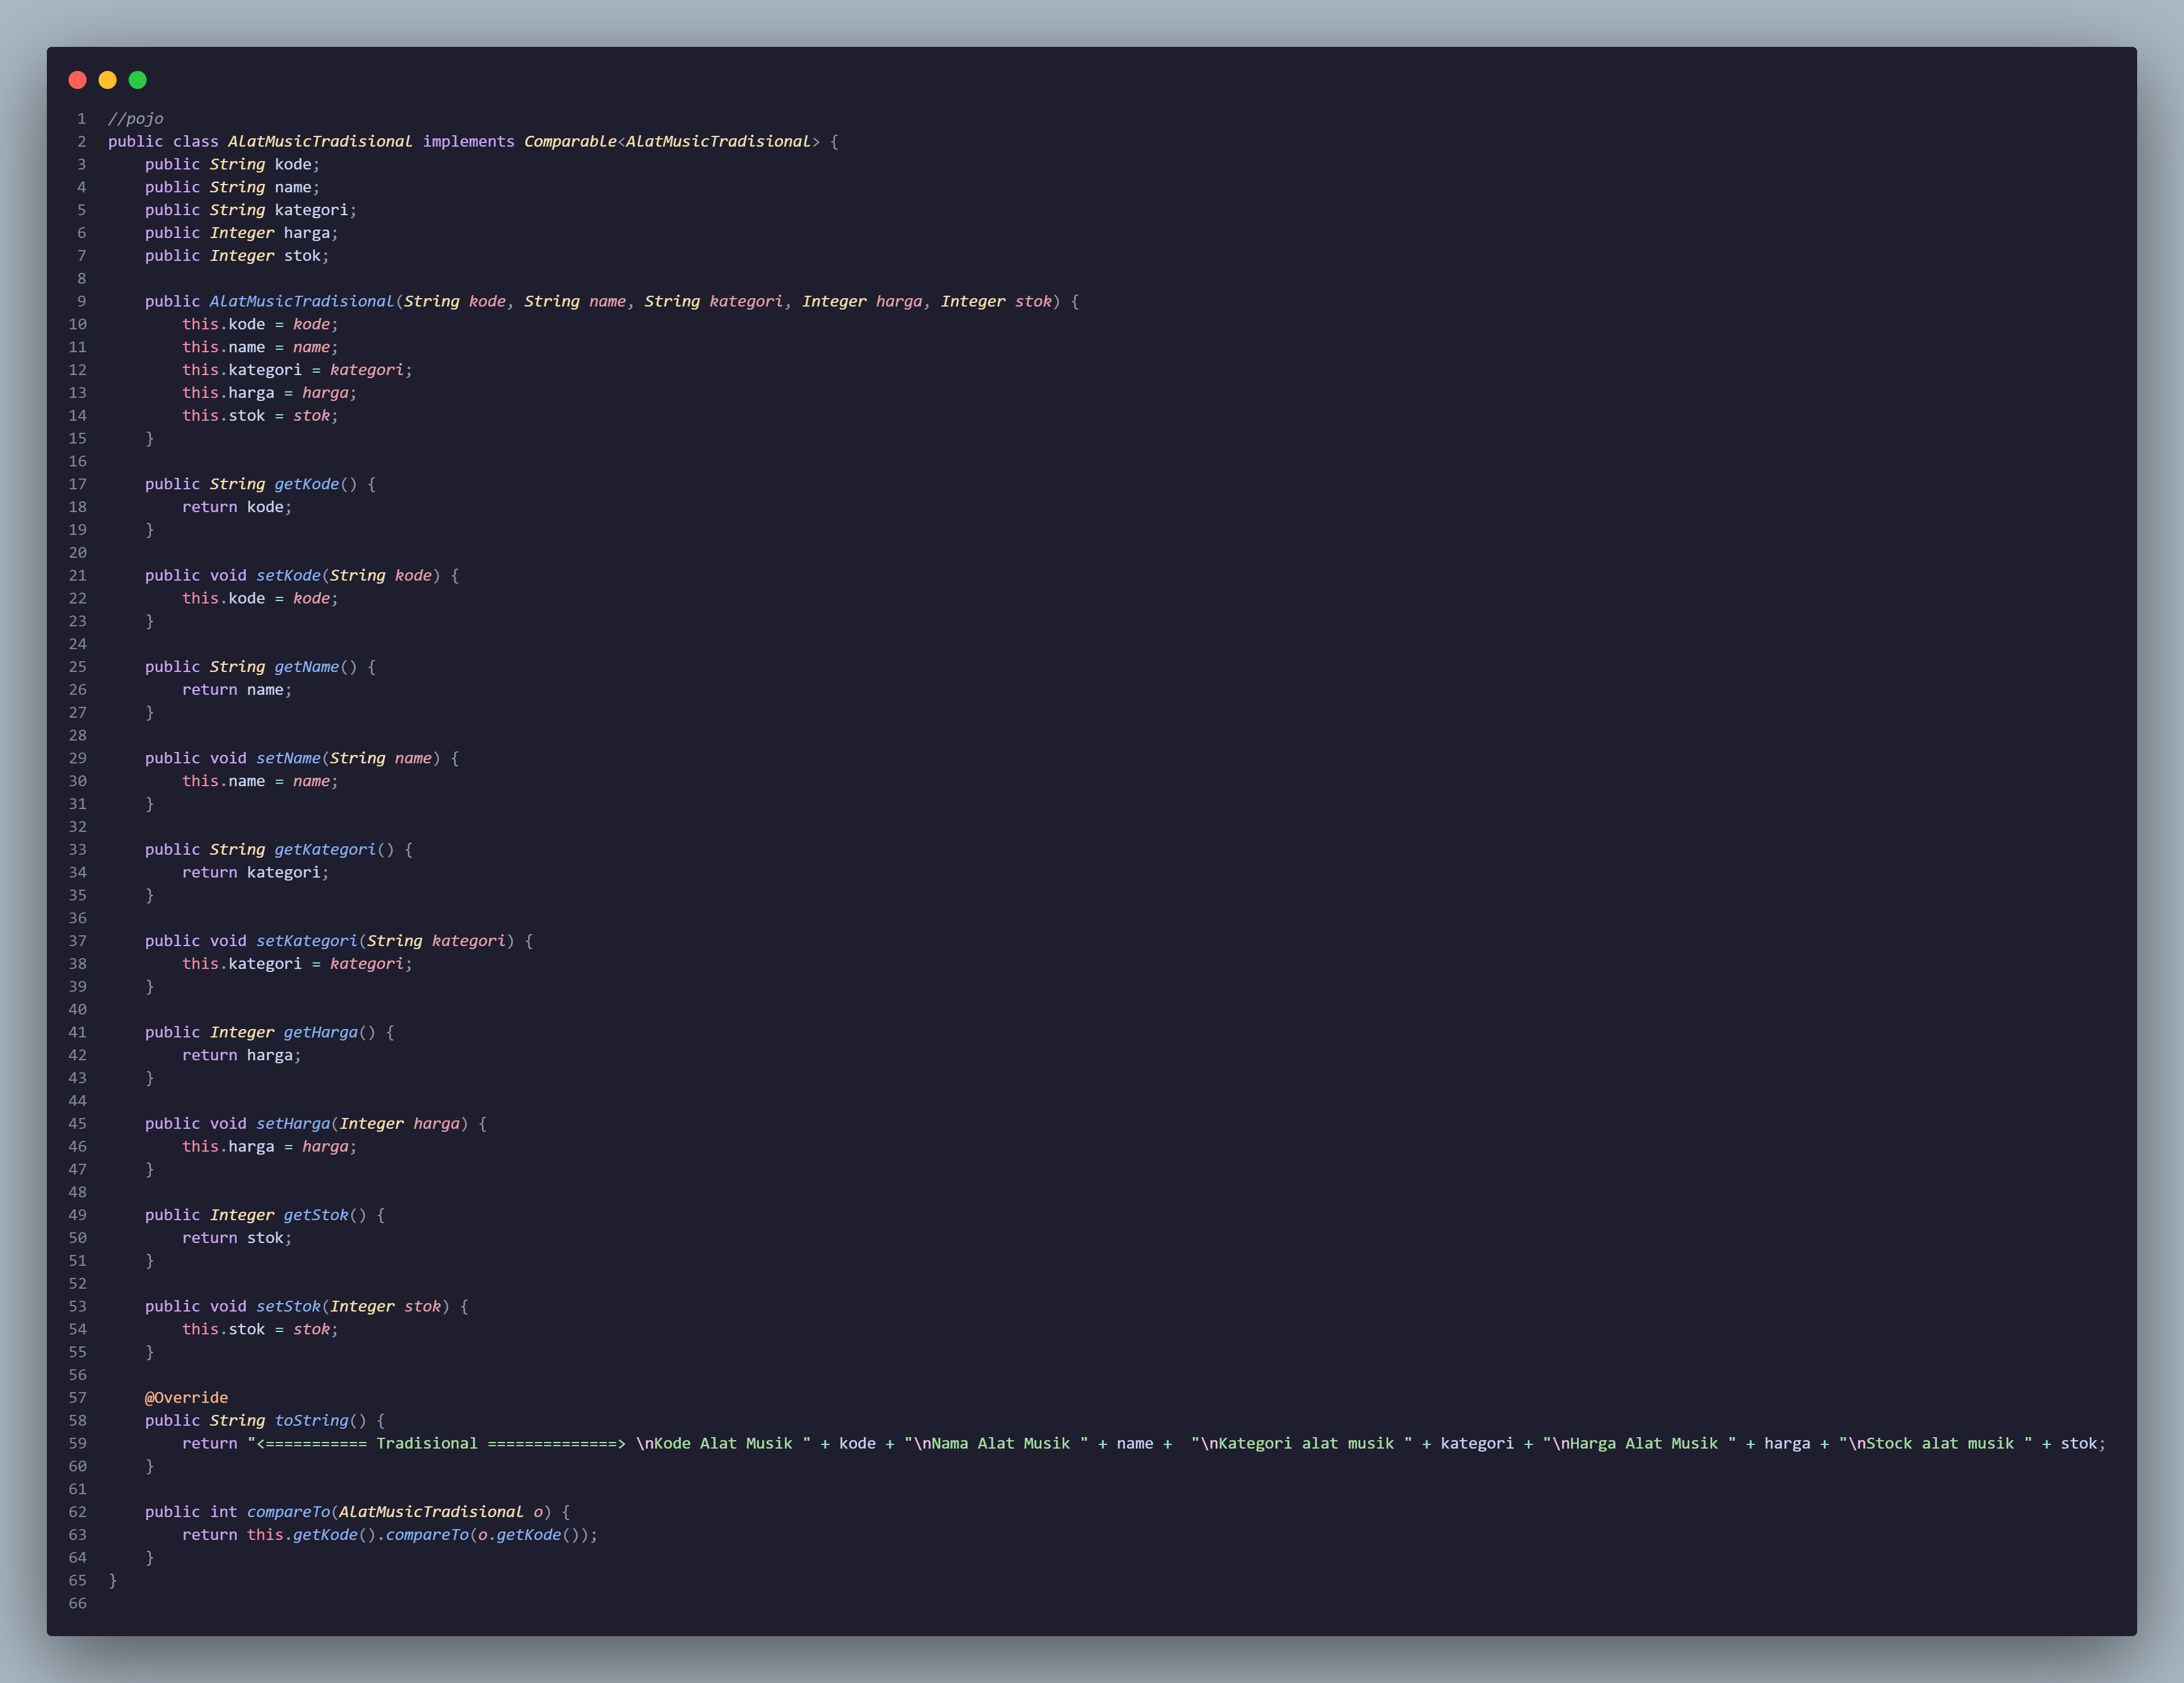 1 //pojo
2 public class AlatMusicTradisional implements Comparable<AlatMusicTradisional> {
3     public String kode;
4     public String name;
5     public String kategori;
6     public Integer harga;
7     public Integer stok;
8
9     public AlatMusicTradisional(String kode, String name, String kategori, Integer harga, Integer stok) {
10         this.kode = kode;
11         this.name = name;
12         this.kategori = kategori;
13         this.harga = harga;
14         this.stok = stok;
15     }
16
17     public String getKode() {
18         return kode;
19     }
20
21     public void setKode(String kode) {
22         this.kode = kode;
23     }
24
25     public String getName() {
26         return name;
27     }
28
29     public void setName(String name) {
30         this.name = name;
31     }
32
33     public String getKategori() {
34         return kategori;
35     }
36
37     public void setKategori(String kategori) {
38         this.kategori = kategori;
39     }
40
41     public Integer getHarga() {
42         return harga;
43     }
44
45     public void setHarga(Integer harga) {
46         this.harga = harga;
47     }
48
49     public Integer getStok() {
50         return stok;
51     }
52
53     public void setStok(Integer stok) {
54         this.stok = stok;
55     }
56
57     @Override
58     public String toString() {
59         return "<=========== Tradisional ==============> \nKode Alat Musik " + kode + "\nNama Alat Musik " + name +  "\nKategori alat musik " + kategori + "\nHarga Alat Musik " + harga + "\nStock alat musik " + stok;
60     }
61
62     public int compareTo(AlatMusicTradisional o) {
63         return this.getKode().compareTo(o.getKode());
64     }
65 }
66